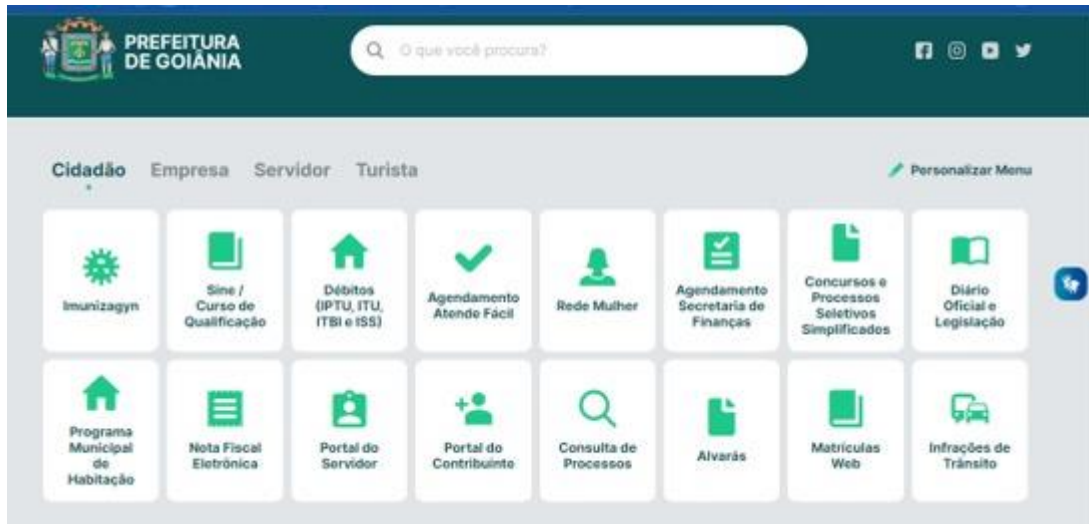 PREFEITURA
DE GOIÂNIA
O que você procura?
Cidadão Empresa Servidor Turista
Personalizar Menu
Imunizagyn
Sine /
Curso de
Qualificação
Débitos
(IPTU, ITU,
ITBI e ISS)
Agendamento
Atende Fácil
Rede Mulher
Agendamento
Secretaria de
Finanças
Concursos e
Processos
Seletivos
Simplificados
Diário
Oficial e
Legislação
Programa
Municipal
de
Habitação
Nota Fiscal
Eletrônica
Portal do
Servidor
Portal do
Contribuinte
Consulta de
Processos
Alvarás
Matrículas
Web
Infrações de
Trânsito